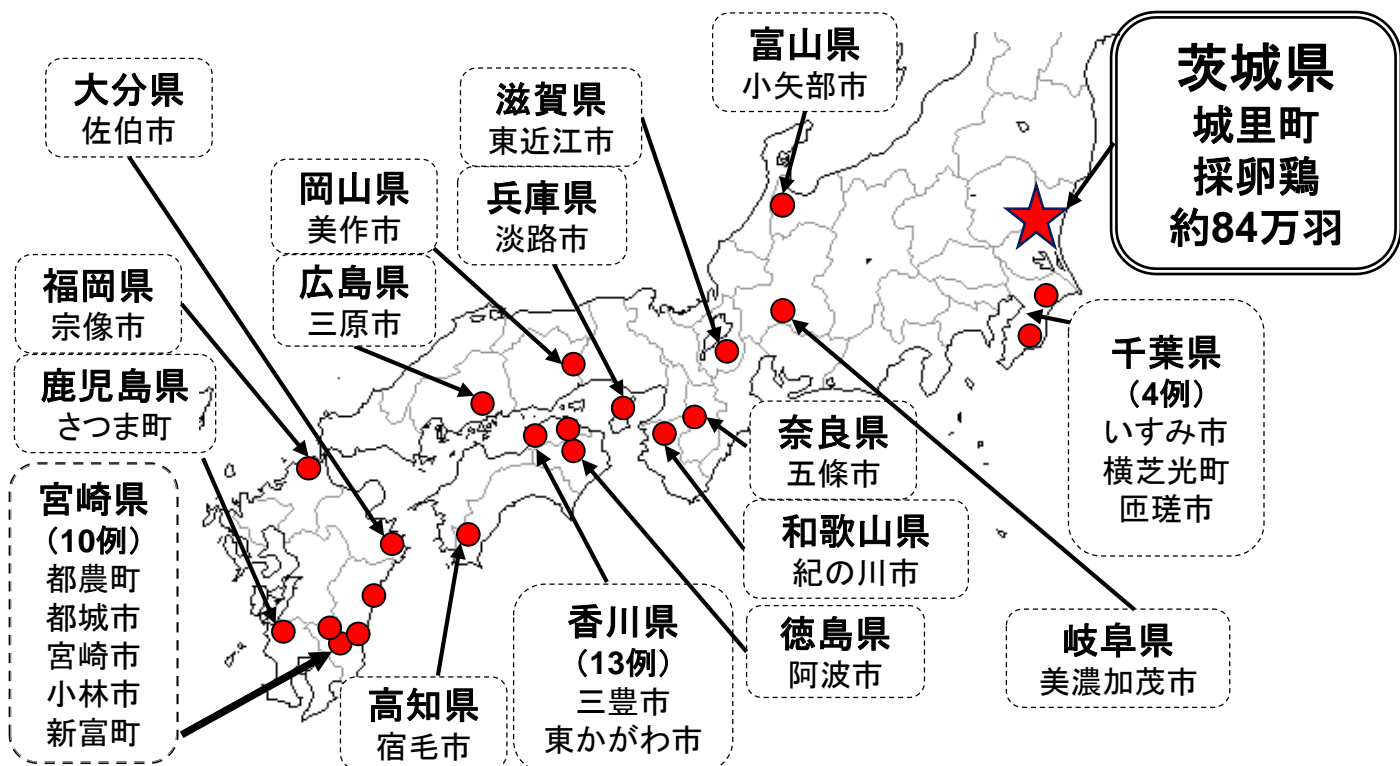 大分県
佐伯市
滋賀県
東近江市
富山県
小矢部市
茨城県
城里町
採卵鶏
約84万羽
岡山県
美作市
兵庫県
淡路市
福岡県
宗像市
広島県
三原市
鹿児島県
さつま町
千葉県
(4例)
いすみ市
横芝光町
匝瑳市
宮崎県
(10例)
都農町
都城市
宮崎市
小林市
新富町
奈良県
五條市
和歌山県
紀の川市
高知県
宿毛市
香川県
(13例)
三豊市
東かがわ市
徳島県
阿波市
岐阜県
美濃加茂市